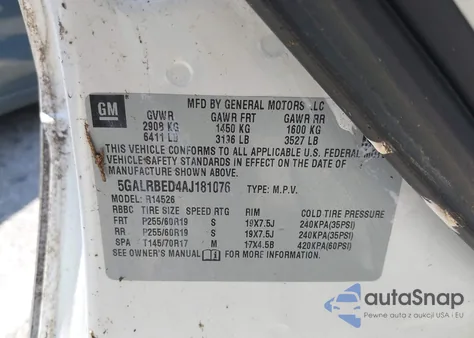 GM
MFD BY GENERAL MOTORS LLC
GVWR GAWR FRT GAWR RR
2908 KG 1450 KG 1600 KG
6411 LB 3196 LB 3527 LB
THIS VEHICLE CONFORMS TO ALL APPLICABLE U.S. FEDERAL MOTOR
VEHICLE SAFETY STANDARDS IN EFFECT ON THE DATE OF
MANUFACTURE SHOWN ABOVE.
5GALRBED4AJ181076 TYPE: M.P.V.
MODEL: R14526
RBBC TIRE SIZE SPEED RTG RIM COLD TIRE PRESSURE
FRT P255/60R19 S 19X7.5J 240KPA(35PSI)
RR P255/60R19 S 19X7.5J 240KPA(35PSI)
SPA T145/70R17 M 17X4.5B 420KPA(60PSI)
SEE OWNER'S MANUAL FOR MORE INFORMATION.
autaSnap
Pewne auta z aukcji USA i EU